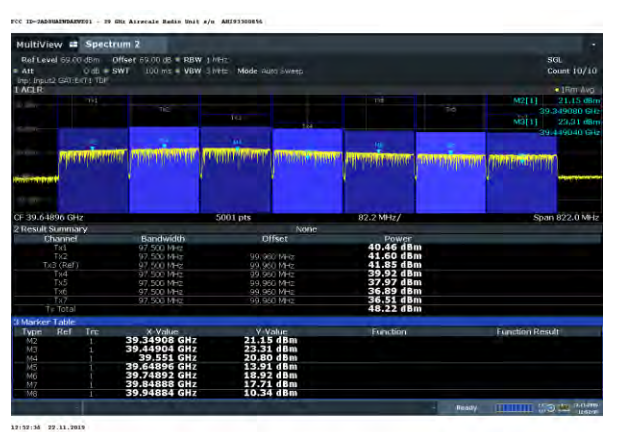 MultiView Spectrum 2
Ref Level 69.00 dBm Offset 69.00 dB RBW 1 MHz SGL
Att 0 dB SWT 100 ms VBW 3 MHz Mode Auto Sweep Count 10/10
1 ACLR 1Rm Avg
M2[1] 21.15 dBm
39.349080 GHz
M3[1] 23.31 dBm
39.449040 GHz
CF 39.64896 GHz 5001 pts 82.2 MHz/ Span 822.0 MHz
2 Result Summary None
Channel Bandwidth Offset Power
Tx1 97.500 MHz 40.46 dBm
Tx2 97.500 MHz 99.960 MHz 41.60 dBm
Tx3 (Ref) 97.500 MHz 99.960 MHz 41.85 dBm
Tx4 97.500 MHz 99.960 MHz 39.92 dBm
Tx5 97.500 MHz 99.960 MHz 37.97 dBm
Tx6 97.500 MHz 99.960 MHz 36.89 dBm
Tx7 97.500 MHz 99.960 MHz 36.51 dBm
Tx Total 48.22 dBm
3 Marker Table
Type Ref Trc X-Value Y-Value Function Function Result
M2 1 39.34908 GHz 21.15 dBm
M3 1 39.44904 GHz 23.31 dBm
M4 1 39.551 GHz 20.80 dBm
M5 1 39.64896 GHz 13.91 dBm
M6 1 39.74892 GHz 18.92 dBm
M7 1 39.84888 GHz 17.71 dBm
M8 1 39.94884 GHz 10.34 dBm
Ready
12:52:36 22.11.2019